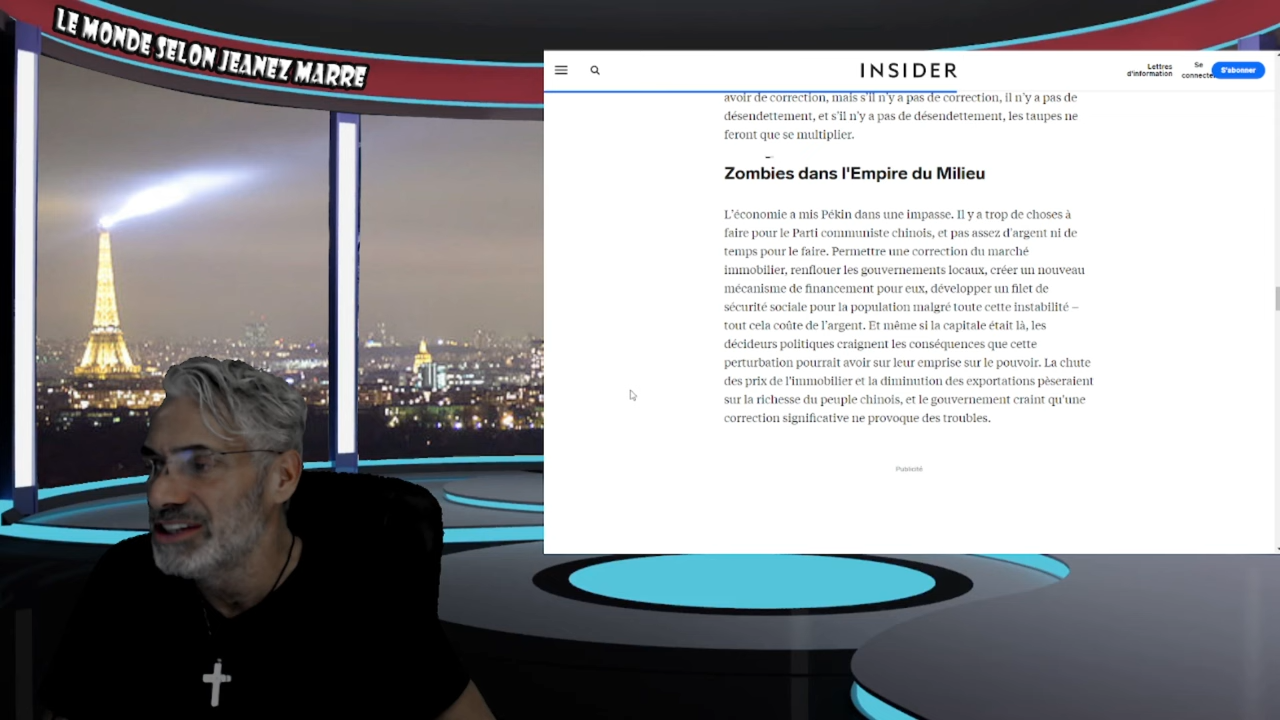 LE MONDE SELON JEANEZ MARRE
INSIDER
Lettres
d'information
Se
connecter
S'abonner
avoir de correction, mais s'il n'y a pas de correction, il n'y a pas de
désendettement, et s'il n'y a pas de désendettement, les taupes ne
feront que se multiplier.
Zombies dans l'Empire du Milieu
L'économie a mis Pékin dans une impasse. Il y a trop de choses à
faire pour le Parti communiste chinois, et pas assez d'argent ni de
temps pour le faire. Permettre une correction du marché
immobilier, renflouer les gouvernements locaux, créer un nouveau
mécanisme de financement pour eux, développer un filet de
sécurité sociale pour la population malgré toute cette instabilité –
tout cela coûte de l'argent. Et même si la capitale était là, les
décideurs politiques craignent les conséquences que cette
perturbation pourrait avoir sur leur emprise sur le pouvoir. La chute
des prix de l'immobilier et la diminution des exportations pèseraient
sur la richesse du peuple chinois, et le gouvernement craint qu'une
correction significative ne provoque des troubles.
Publicité